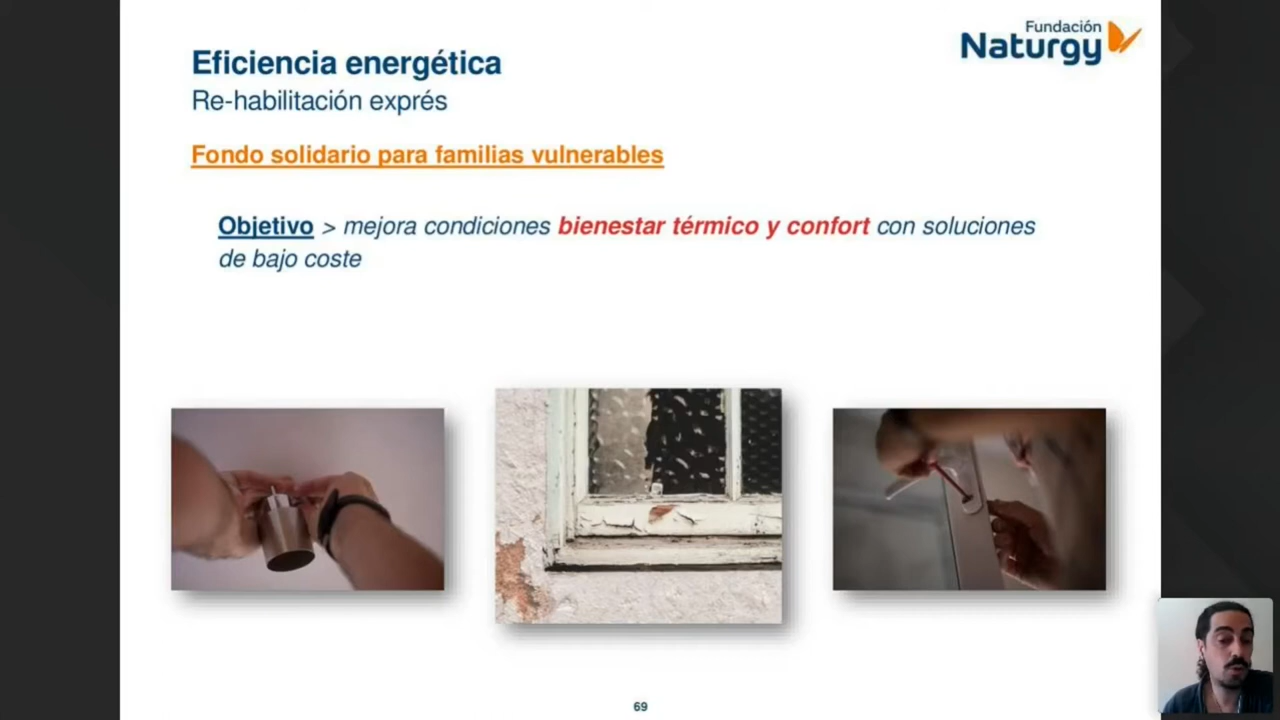 Fundación
Naturgy
Eficiencia energética
Re-habilitación exprés
Fondo solidario para familias vulnerables
Objetivo > mejora condiciones bienestar térmico y confort con soluciones
de bajo coste
69